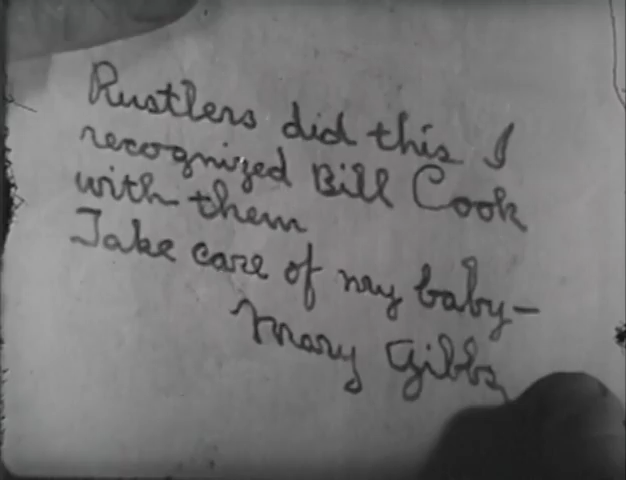 Rustlers did this I
recognized Bill Cook
with them
Take care of my baby-
Mary Gibbs